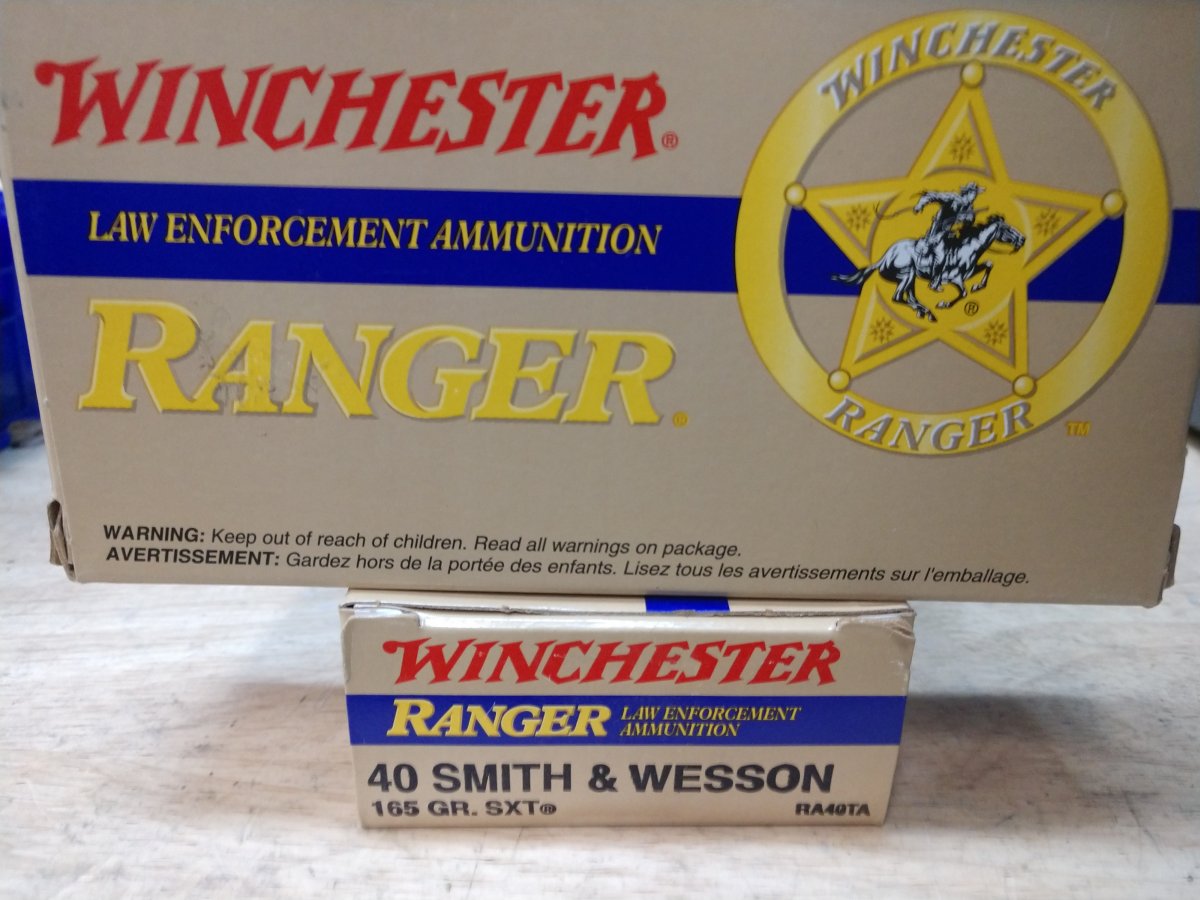 WINCHESTER®
WINCHESTER
LAW ENFORCEMENT AMMUNITION
RANGER®
®
RANGER
TM
WARNING: Keep out of reach of children. Read all warnings on package.
AVERTISSEMENT: Gardez hors de la portée des enfants. Lisez tous les avertissements sur l'emballage.
WINCHESTER
RANGER LAW ENFORCEMENT
AMMUNITION
40 SMITH & WESSON
165 GR. SXT® RA40TA